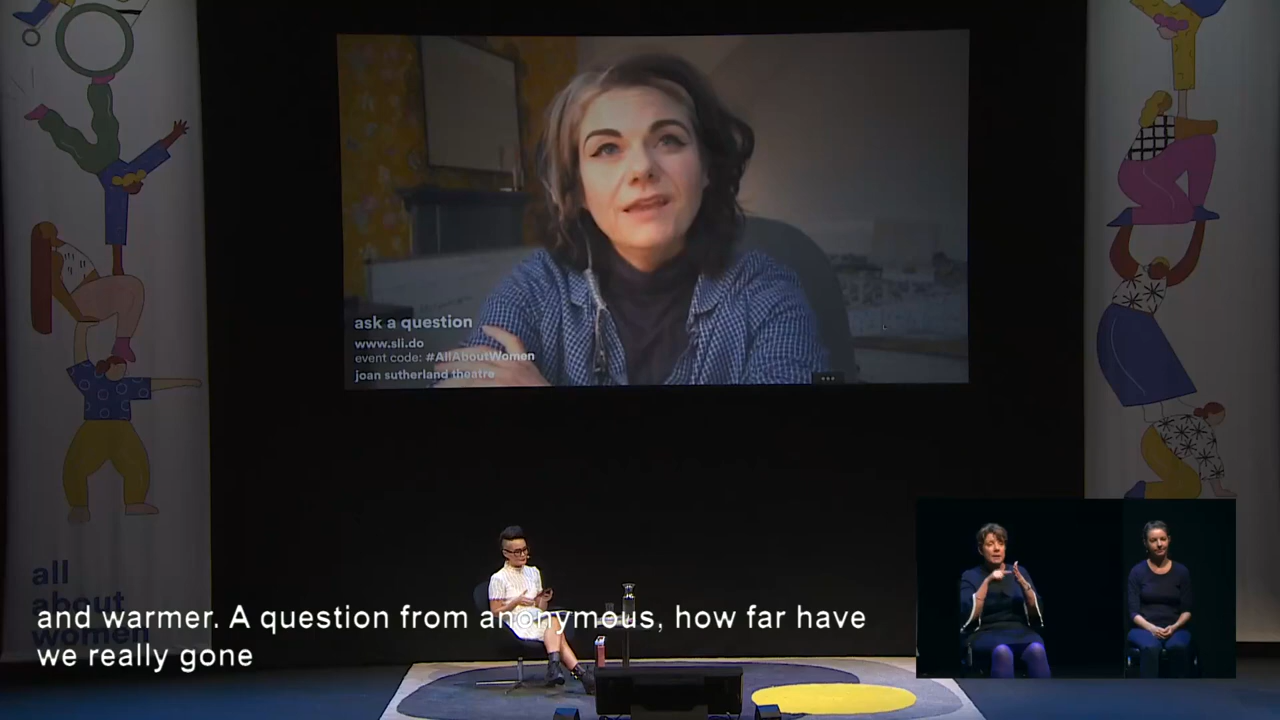 ask a question
www.sli.do
event code: #AllAboutWomen
joan sutherland theatre
all
about
women
and warmer. A question from anonymous, how far have
we really gone